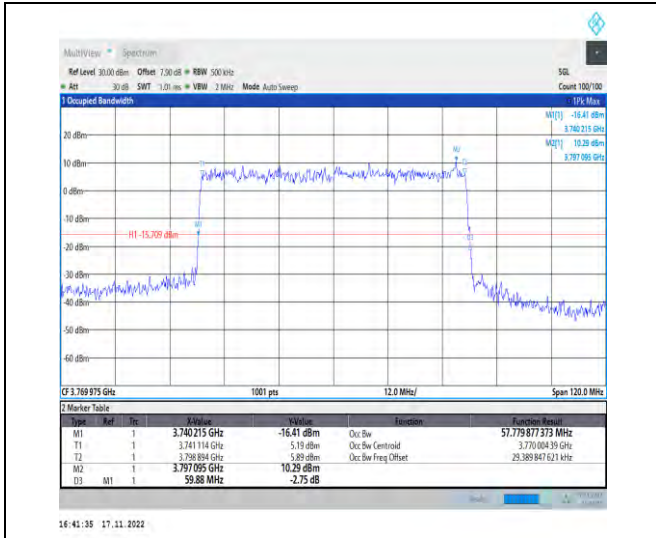 MultiView Spectrum
Ref Level 30.00 dBm Offset 7.00 dB RBW 500 kHz SGL
Att 30 dB SWT 1.01 ms VBW 2 MHz Mode Auto Sweep Count 100/100
1 Occupied Bandwidth 1Pk Max
M1[1] -16.41 dBm
3.740 215 GHz
M2[1] 10.29 dBm
3.797 095 GHz
20 dBm
10 dBm
0 dBm
-10 dBm
-20 dBm
-30 dBm
-40 dBm
-50 dBm
-60 dBm
M2
T1
T2
M1
H1 -15.709 dBm
D3
CF 3.769 975 GHz 1001 pts 12.0 MHz/ Span 120.0 MHz
2 Marker Table
Type Ref Trc X-Value Y-Value Function Function Result
M1 1 3.740 215 GHz -16.41 dBm Occ Bw 57.779 877 373 MHz
T1 1 3.741 114 GHz 5.19 dBm Occ Bw Centroid 3.770 004 39 GHz
T2 1 3.798 894 GHz 5.89 dBm Occ Bw Freq Offset 29.389 847 621 kHz
M2 1 3.797 095 GHz 10.29 dBm
D3 M1 1 59.88 MHz -2.75 dB
16:41:35 17.11.2022